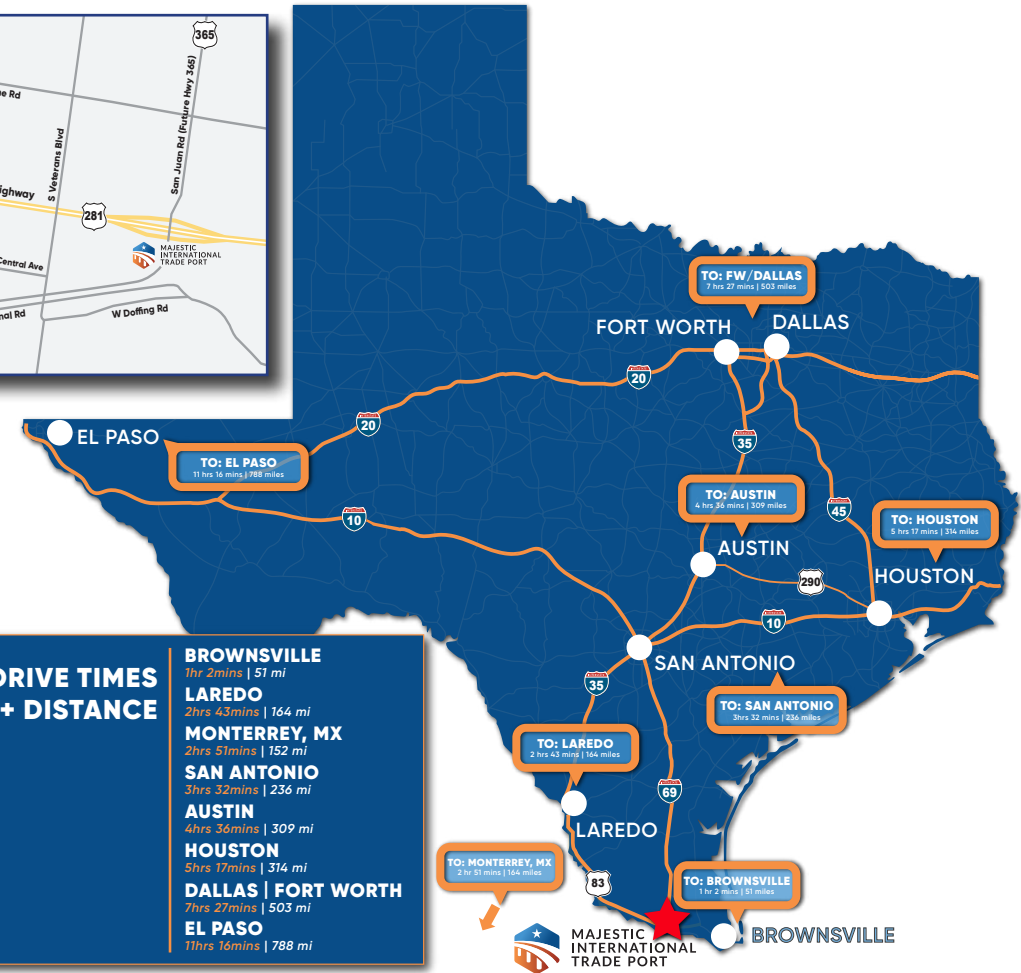 365
ne Rd
San Juan Rd (Future Hwy 365)
S Veterans Blvd
ighway
281
MAJESTIC
INTERNATIONAL
TRADE PORT
Central Ave
nal Rd
W Doffing Rd
TO: FW/DALLAS
7 hrs 27 mins | 503 miles
FORT WORTH
DALLAS
20
20
EL PASO
TO: EL PASO
11 hrs 16 mins | 788 miles
35
TO: AUSTIN
4 hrs 36 mins | 309 miles
45
TO: HOUSTON
5 hrs 17 mins | 314 miles
10
AUSTIN
290
HOUSTON
10
SAN ANTONIO
35
TO: SAN ANTONIO
3hrs 32 mins | 236 miles
TO: LAREDO
2 hrs 43 mins | 164 miles
69
LAREDO
TO: MONTERREY, MX
2 hr 51 mins | 164 miles
83
TO: BROWNSVILLE
1 hr 2 mins | 51 miles
BROWNSVILLE
MAJESTIC
INTERNATIONAL
TRADE PORT
DRIVE TIMES
+ DISTANCE
BROWNSVILLE
1hr 2mins | 51 mi
LAREDO
2hrs 43mins | 164 mi
MONTERREY, MX
2hrs 51mins | 152 mi
SAN ANTONIO
3hrs 32mins | 236 mi
AUSTIN
4hrs 36mins | 309 mi
HOUSTON
5hrs 17mins | 314 mi
DALLAS | FORT WORTH
7hrs 27mins | 503 mi
EL PASO
11hrs 16mins | 788 mi